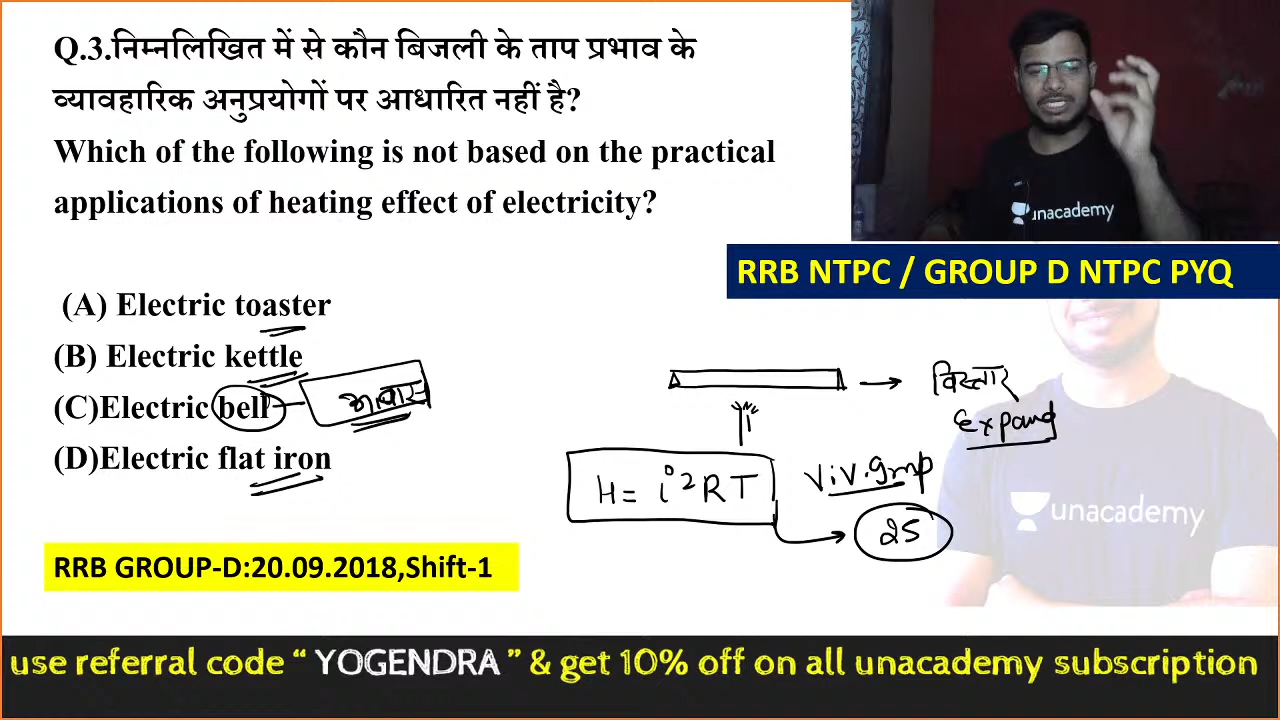 Q.3.निम्नलिखित में से कौन बिजली के ताप प्रभाव के
व्यावहारिक अनुप्रयोगों पर आधारित नहीं है?
Which of the following is not based on the practical
applications of heating effect of electricity?
unacademy
RRB NTPC / GROUP D NTPC PYQ
(A) Electric toaster
(B) Electric kettle
(C)Electric bell
आवाज
(D)Electric flat iron
विस्तार
expand
H = i²RT
V.iV.gmp
25
unacademy
RRB GROUP-D:20.09.2018,Shift-1
use referral code “ YOGENDRA ” & get 10% off on all unacademy subscription